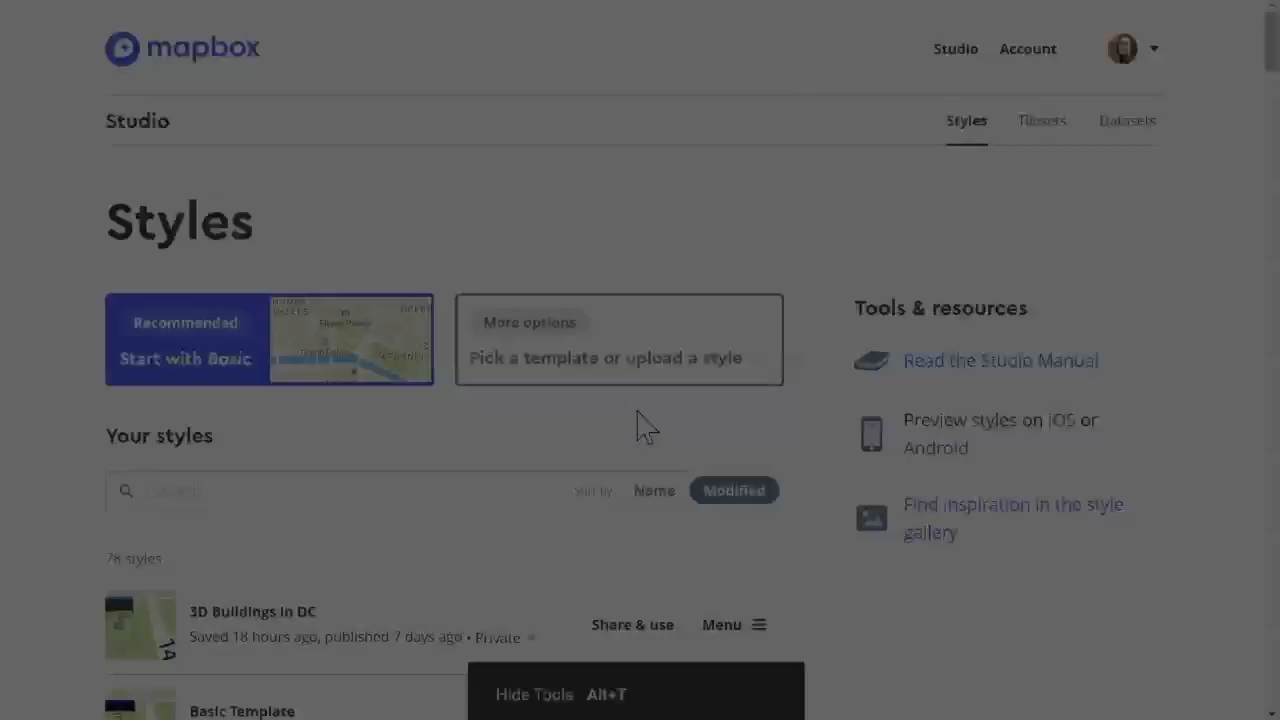 mapbox
Studio Account
Studio
Styles Tilesets Datasets
Styles
Recommended
Start with Basic
More options
Pick a template or upload a style
Tools & resources
Read the Studio Manual
Preview styles on iOS or
Android
Find inspiration in the style
gallery
Your styles
Search
Sort by Name Modified
78 styles
3D Buildings in DC
Saved 18 hours ago, published 7 days ago • Private
Share & use Menu
Basic Template
Hide Tools Alt+T